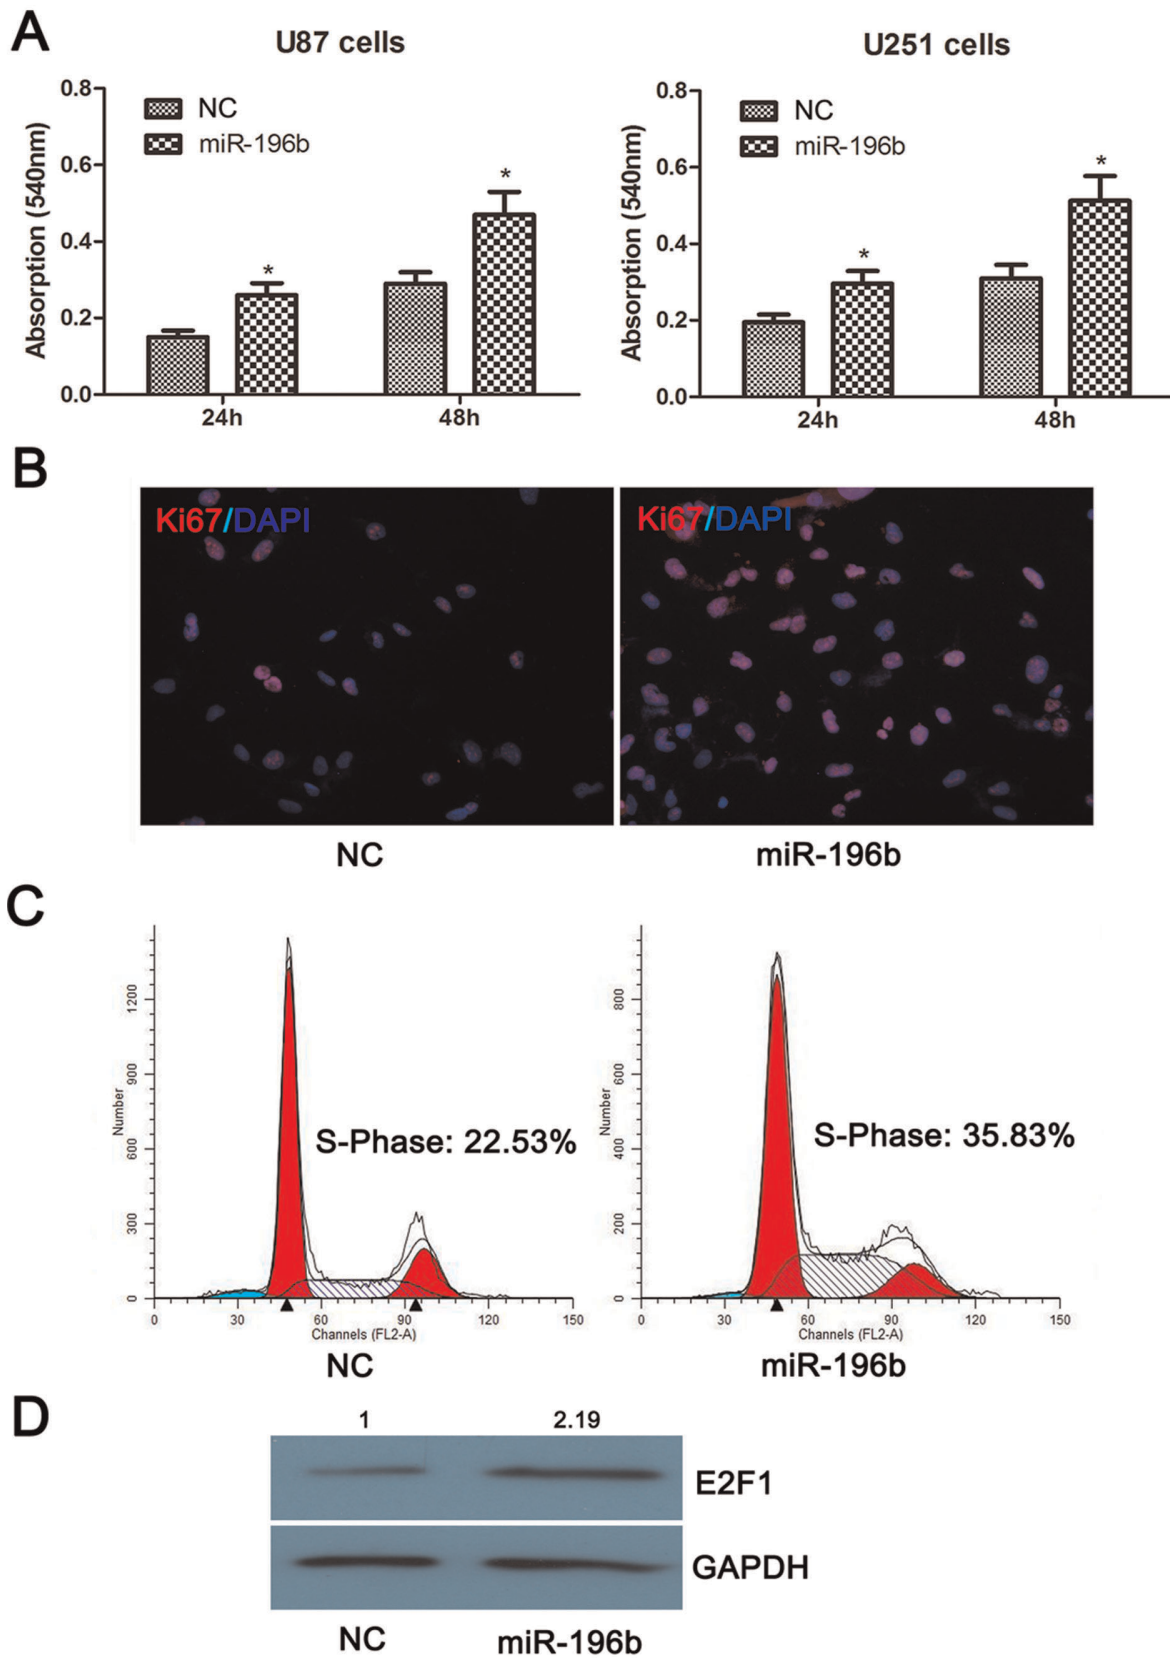 A
U87 cells
U251 cells
0.8
0.6
0.4
0.2
0.0
Absorption (540nm)
NC
miR-196b
*
*
24h
48h
0.8
0.6
0.4
0.2
0.0
Absorption (540nm)
NC
miR-196b
*
*
24h
48h
B
Ki67/DAPI
Ki67/DAPI
NC
miR-196b
C
1200
900
600
300
0
Number
S-Phase: 22.53%
0 30 60 90 120 150
Channels (FL2-A)
NC
800
600
400
200
0
Number
S-Phase: 35.83%
0 30 60 90 120 150
Channels (FL2-A)
miR-196b
D
1 2.19
E2F1
GAPDH
NC
miR-196b